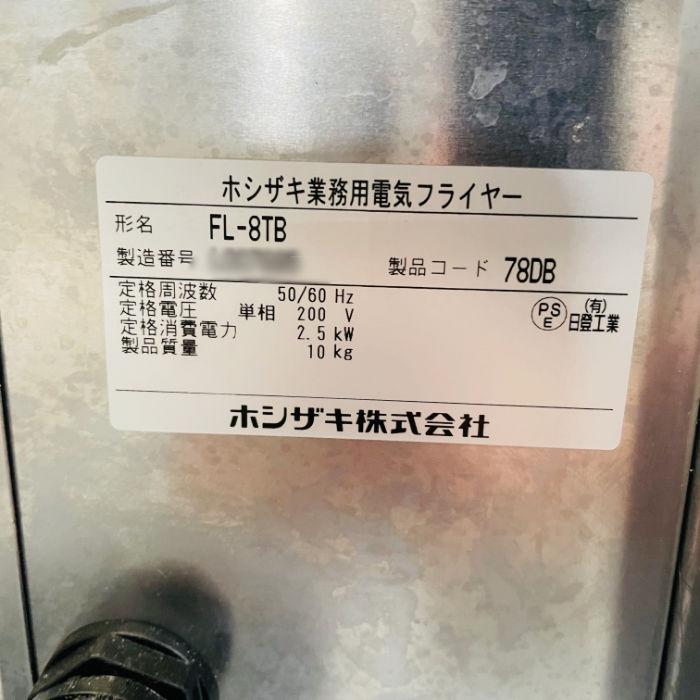 ホシザキ業務用電気フライヤー
形名 FL-8TB
製造番号
製品コード 78DB
定格周波数 50/60 Hz
定格電圧 単相 200 V
定格消費電力 2.5 kW
製品質量 10 kg
PS
E
(有)
日登工業
ホシザキ株式会社